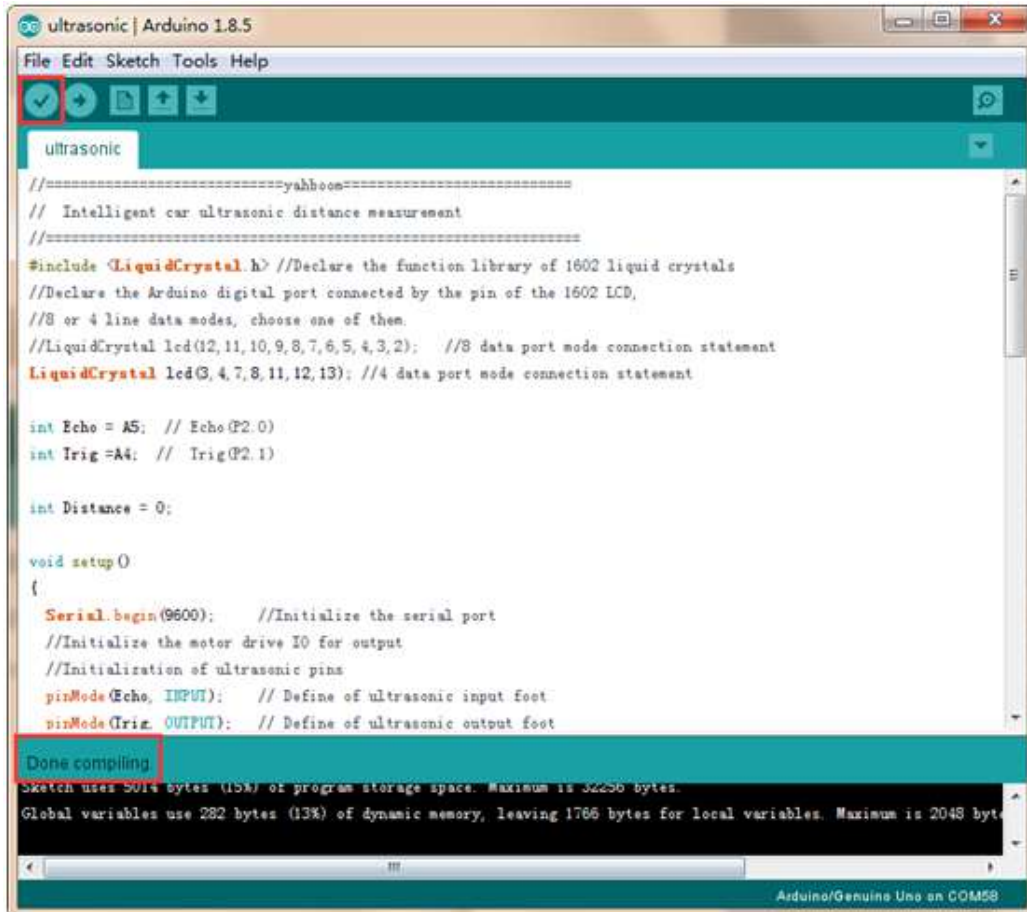 ultrasonic | Arduino 1.8.5
File Edit Sketch Tools Help
ultrasonic
//============================yahboom===========================
//  Intelligent car ultrasonic distance measurement
//===============================================================
#include <LiquidCrystal.h> //Declare the function library of 1602 liquid crystals
//Declare the Arduino digital port connected by the pin of the 1602 LCD,
//8 or 4 line data modes, choose one of them.
//LiquidCrystal lcd(12,11,10,9,8,7,6,5,4,3,2);   //8 data port mode connection statement
LiquidCrystal lcd(3,4,7,8,11,12,13); //4 data port mode connection statement
int Echo = A5;  // Echo(P2.0)
int Trig =A4;  //  Trig(P2.1)
int Distance = 0;
void setup()
{
  Serial.begin(9600);     //Initialize the serial port
  //Initialize the motor drive IO for output
  //Initialization of ultrasonic pins
  pinMode(Echo, INPUT);    // Define of ultrasonic input foot
  pinMode(Trig, OUTPUT);   // Define of ultrasonic output foot
Done compiling.
Sketch uses 5014 bytes (15%) of program storage space. Maximum is 32256 bytes.
Global variables use 282 bytes (13%) of dynamic memory, leaving 1766 bytes for local variables. Maximum is 2048 byte
Arduino/Genuino Uno on COM58